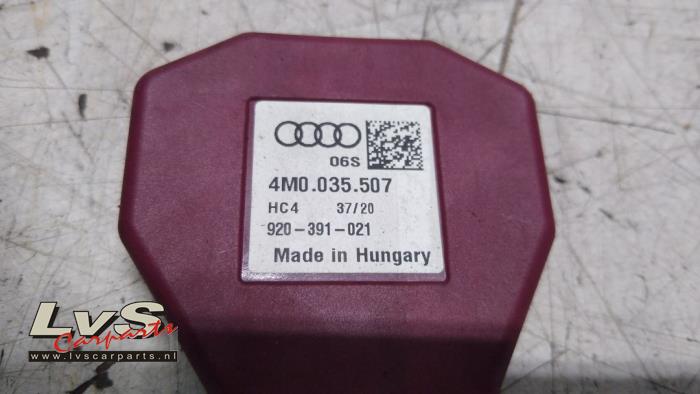 06S
4M0.035.507
HC4 37/20
920-391-021
Made in Hungary
LvS
Carparts
www.lvscarparts.nl